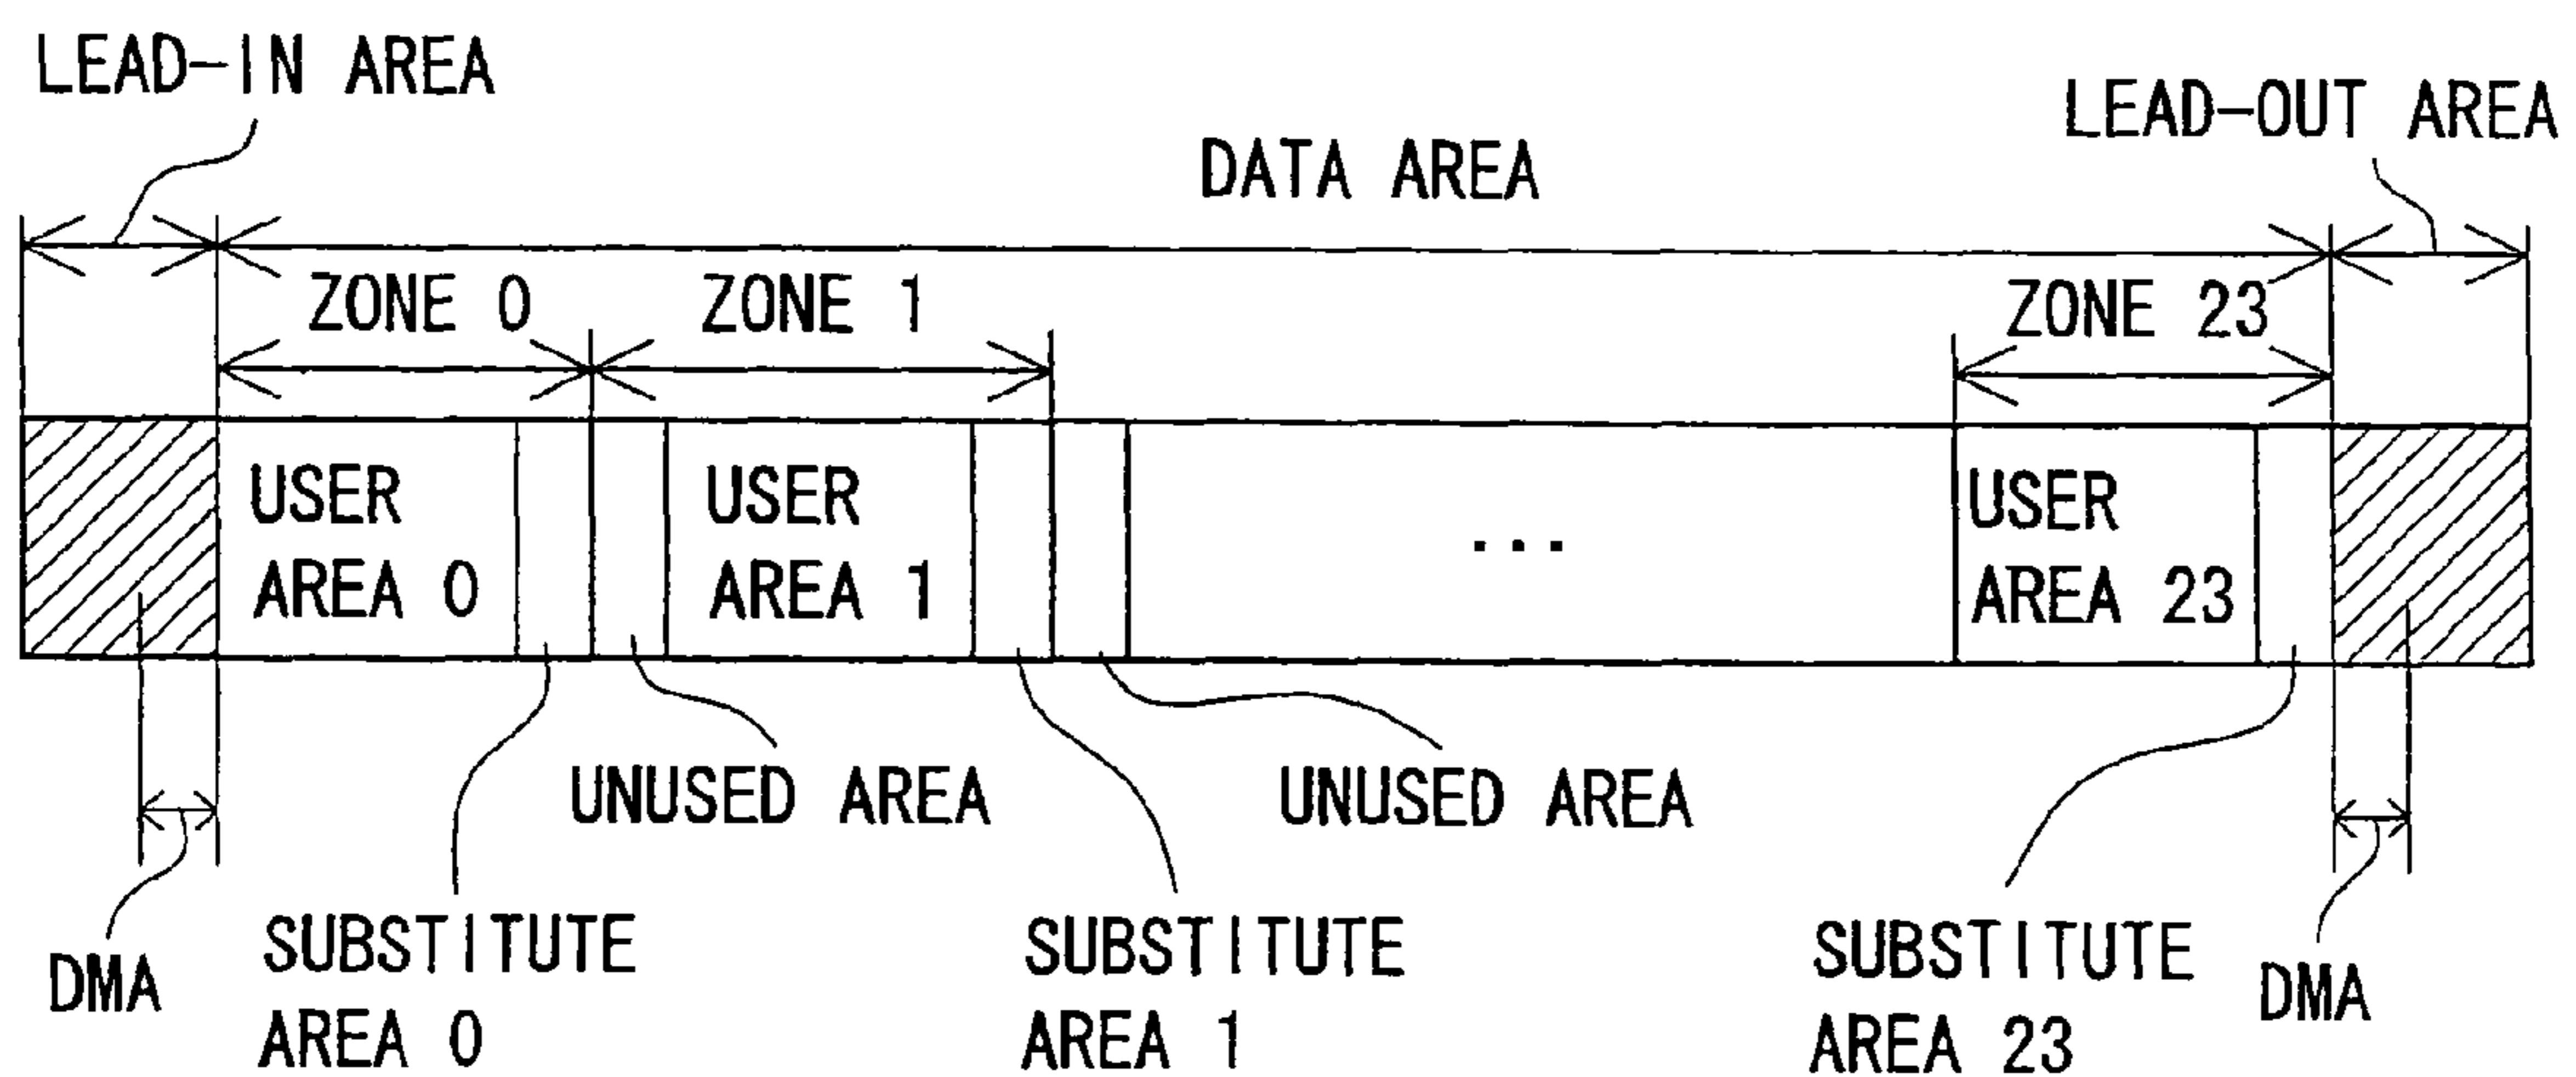 LEAD-IN AREA
LEAD-OUT AREA
DATA AREA
ZONE 0
ZONE 1
ZONE 23
USER
AREA 0
USER
AREA 1
...
USER
AREA 23
UNUSED AREA
UNUSED AREA
DMA
SUBSTITUTE
AREA 0
SUBSTITUTE
AREA 1
SUBSTITUTE
AREA 23
DMA